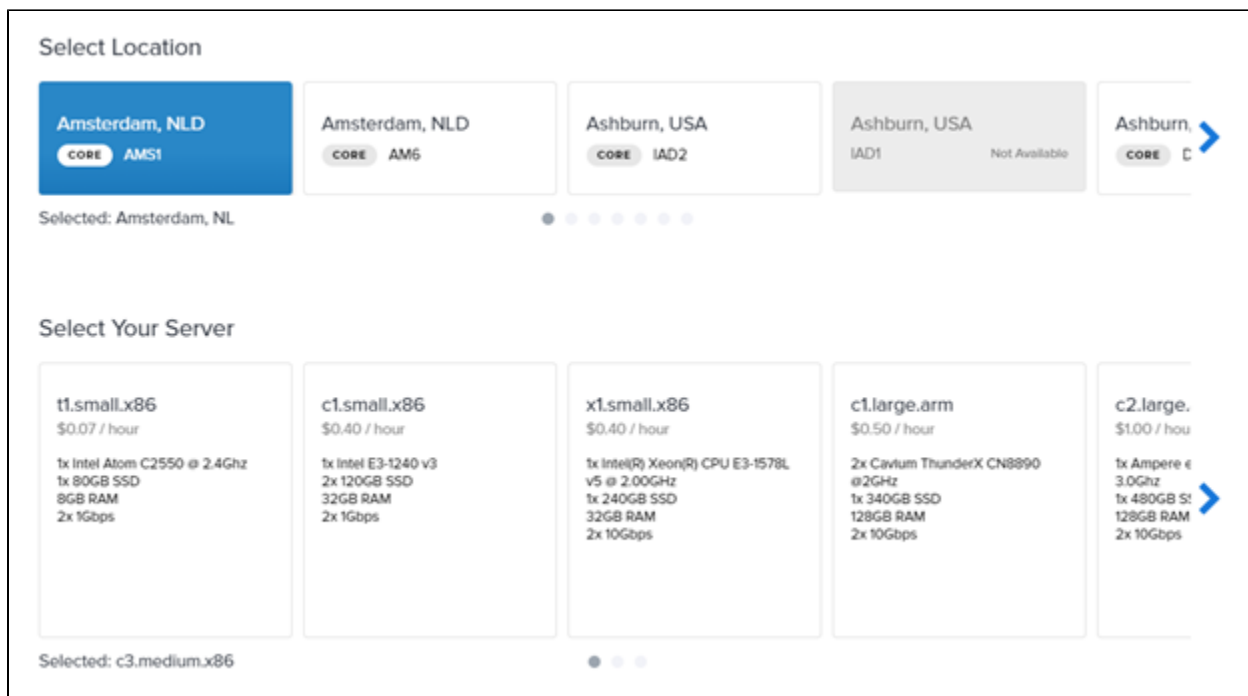 Select Location
Amsterdam, NLD
CORE AMS1
Amsterdam, NLD
CORE AM6
Ashburn, USA
CORE IAD2
Ashburn, USA
IAD1 Not Available
Ashburn,
CORE
Selected: Amsterdam, NL
Select Your Server
t1.small.x86
$0.07 / hour
1x Intel Atom C2550 @ 2.4Ghz
1x 80GB SSD
8GB RAM
2x 1Gbps
c1.small.x86
$0.40 / hour
1x Intel E3-1240 v3
2x 120GB SSD
32GB RAM
2x 1Gbps
x1.small.x86
$0.40 / hour
1x Intel(R) Xeon(R) CPU E3-1578L
v5 @ 2.00GHz
1x 240GB SSD
32GB RAM
2x 10Gbps
c1.large.arm
$0.50 / hour
2x Cavium ThunderX CN8890
@2GHz
1x 340GB SSD
128GB RAM
2x 10Gbps
c2.large.
$1.00 / hou
1x Ampere e
3.0Ghz
1x 480GB S
128GB RAM
2x 10Gbps
Selected: c3.medium.x86